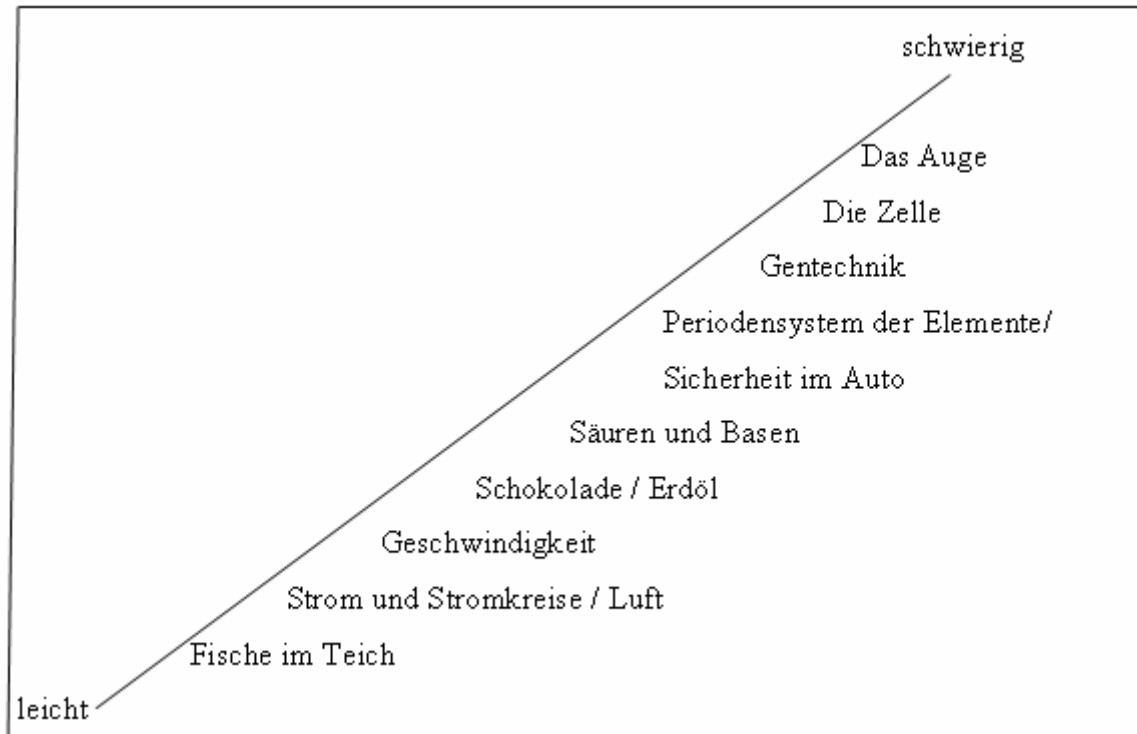 schwierig
Das Auge
Die Zelle
Gentechnik
Periodensystem der Elemente/
Sicherheit im Auto
Säuren und Basen
Schokolade / Erdöl
Geschwindigkeit
Strom und Stromkreise / Luft
Fische im Teich
leicht